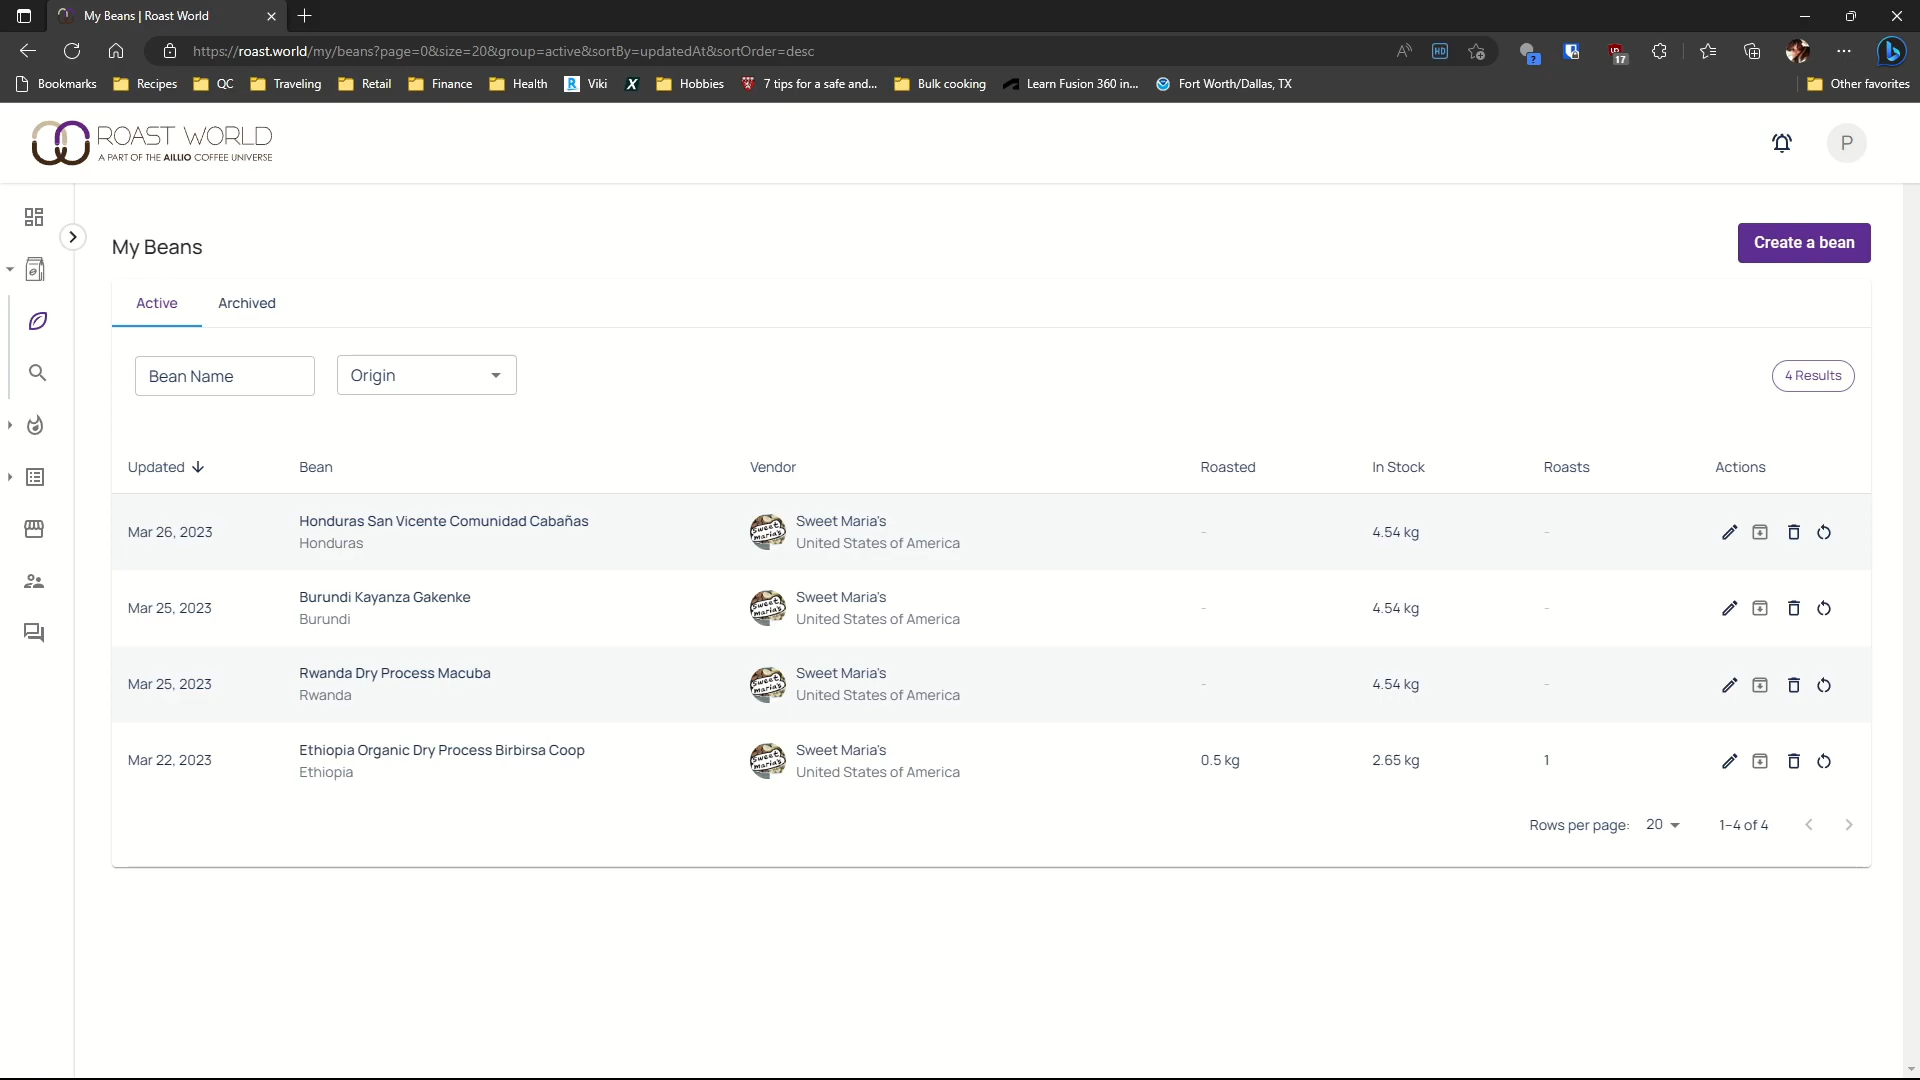 My Beans | Roast World
https://roast.world/my/beans?page=0&size=20&group=active&sortBy=updatedAt&sortOrder=desc
HD
?
17
Bookmarks
Recipes
QC
Traveling
Retail
Finance
Health
Viki
Hobbies
7 tips for a safe and...
Bulk cooking
Learn Fusion 360 in...
Fort Worth/Dallas, TX
Other favorites
ROAST WORLD
A PART OF THE AILLIO COFFEE UNIVERSE
P
My Beans
Create a bean
Active
Archived
Bean Name
Origin
4 Results
Updated
Bean
Vendor
Roasted
In Stock
Roasts
Actions
Mar 26, 2023
Honduras San Vicente Comunidad Cabañas
Honduras
Sweet Maria's
United States of America
-
4.54 kg
-
Mar 25, 2023
Burundi Kayanza Gakenke
Burundi
Sweet Maria's
United States of America
-
4.54 kg
-
Mar 25, 2023
Rwanda Dry Process Macuba
Rwanda
Sweet Maria's
United States of America
-
4.54 kg
-
Mar 22, 2023
Ethiopia Organic Dry Process Birbirsa Coop
Ethiopia
Sweet Maria's
United States of America
0.5 kg
2.65 kg
1
Rows per page:
20
1–4 of 4